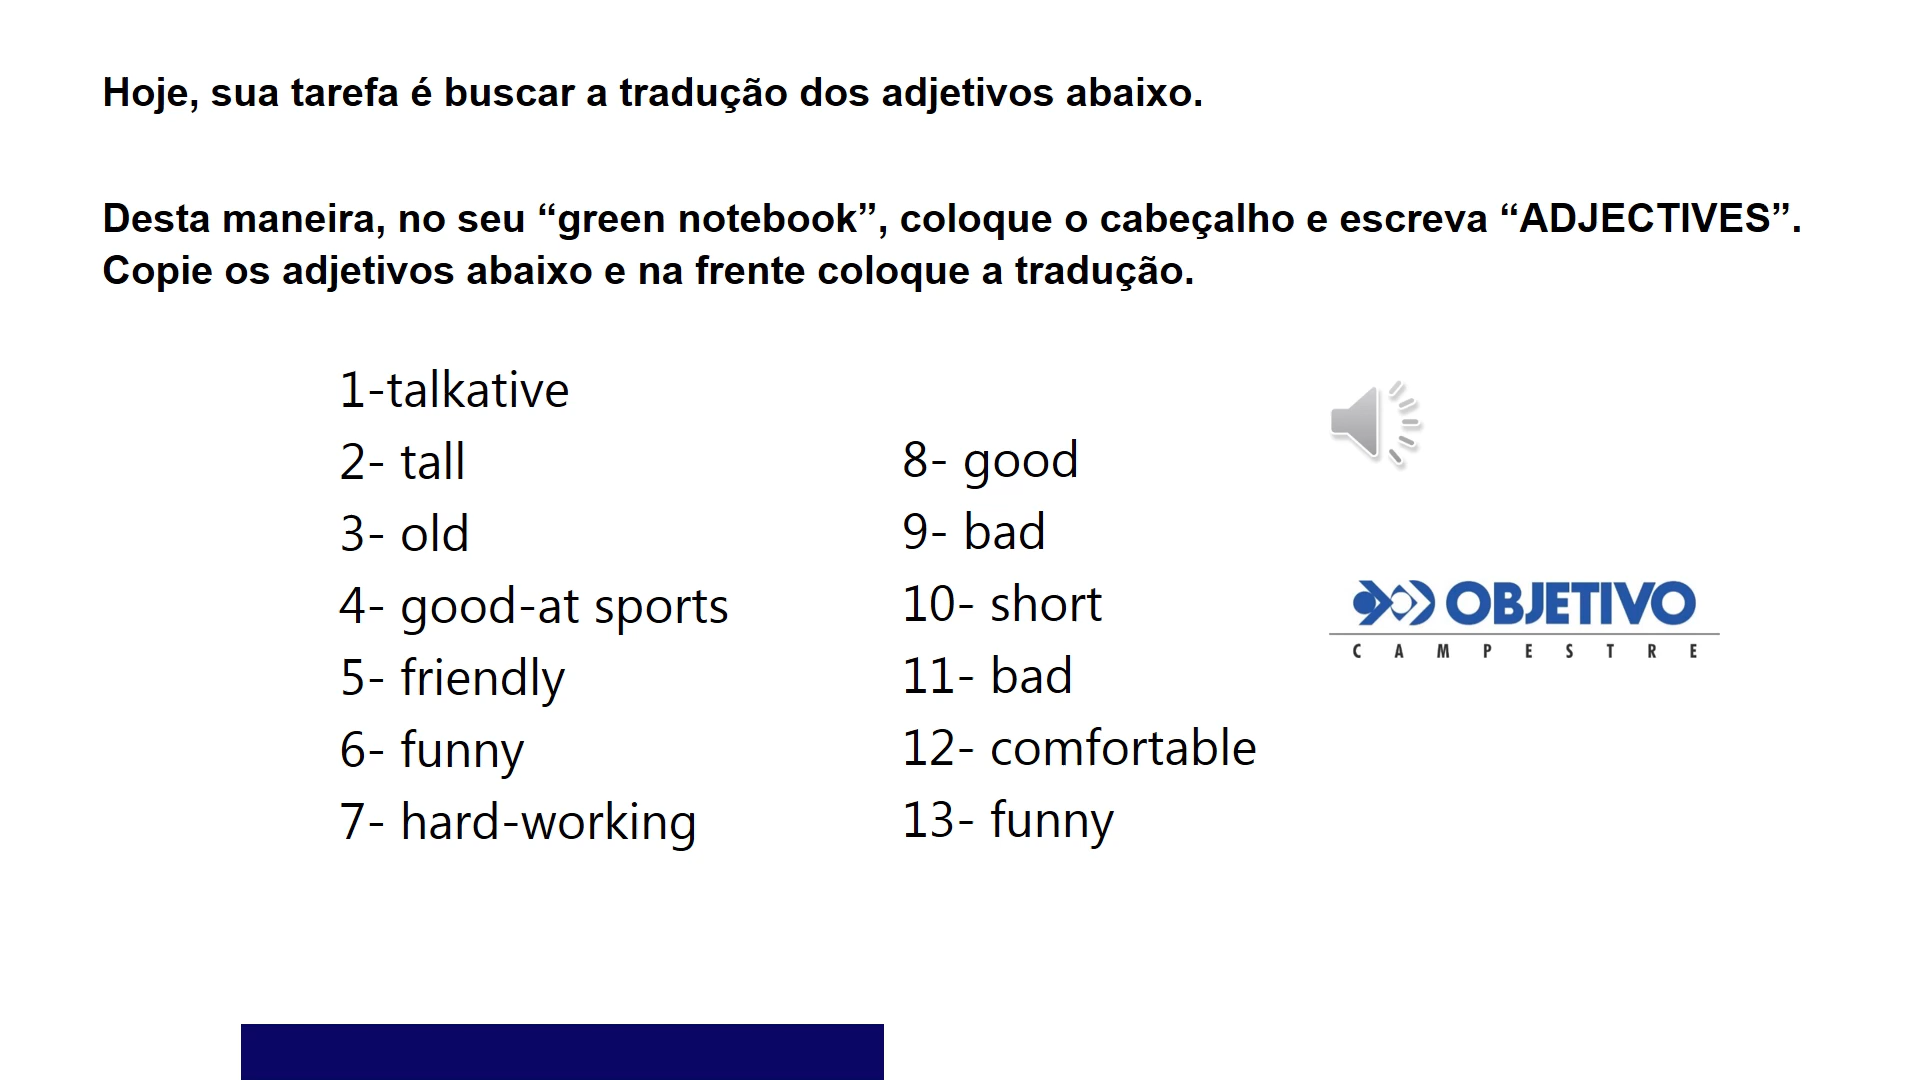 Hoje, sua tarefa é buscar a tradução dos adjetivos abaixo.
Desta maneira, no seu “green notebook”, coloque o cabeçalho e escreva “ADJECTIVES”.
Copie os adjetivos abaixo e na frente coloque a tradução.
1-talkative
2- tall
3- old
4- good-at sports
5- friendly
6- funny
7- hard-working
8- good
9- bad
10- short
11- bad
12- comfortable
13- funny
OBJETIVO
CAMPESTRE